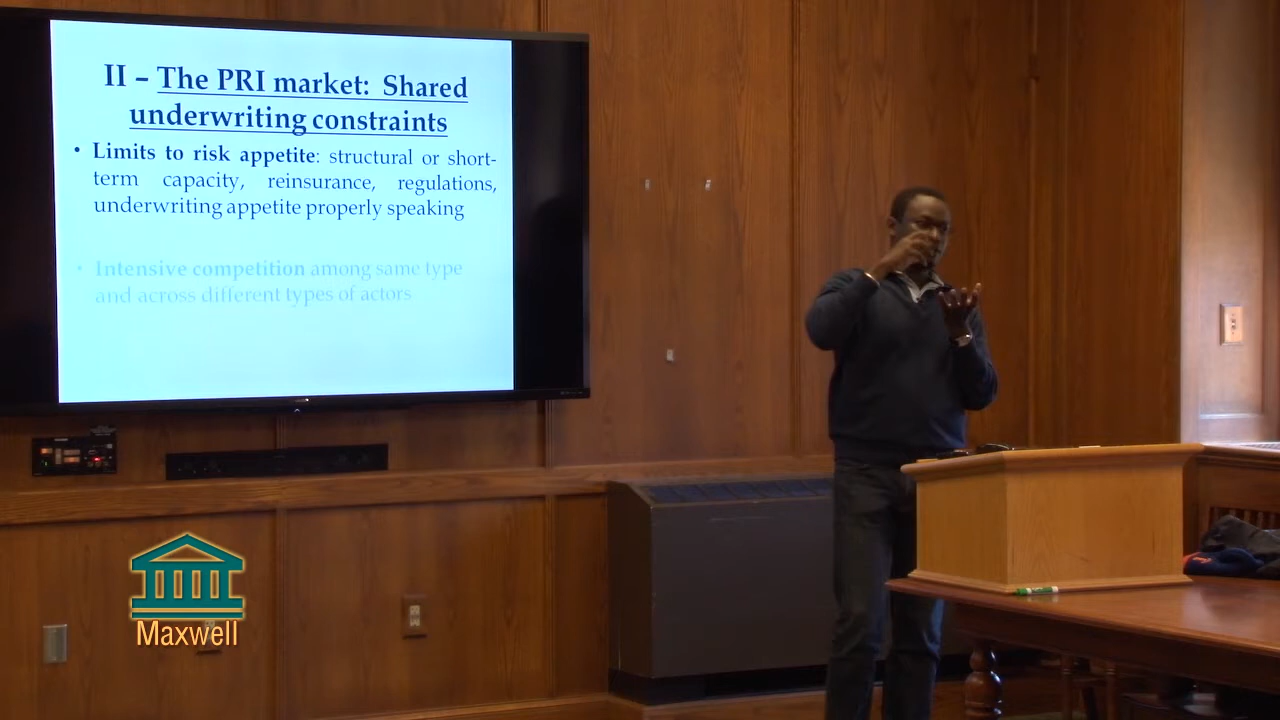 II – The PRI market: Shared
underwriting constraints
• Limits to risk appetite: structural or short-
term capacity, reinsurance, regulations,
underwriting appetite properly speaking
• Intensive competition among same type
and across different types of actors
Maxwell